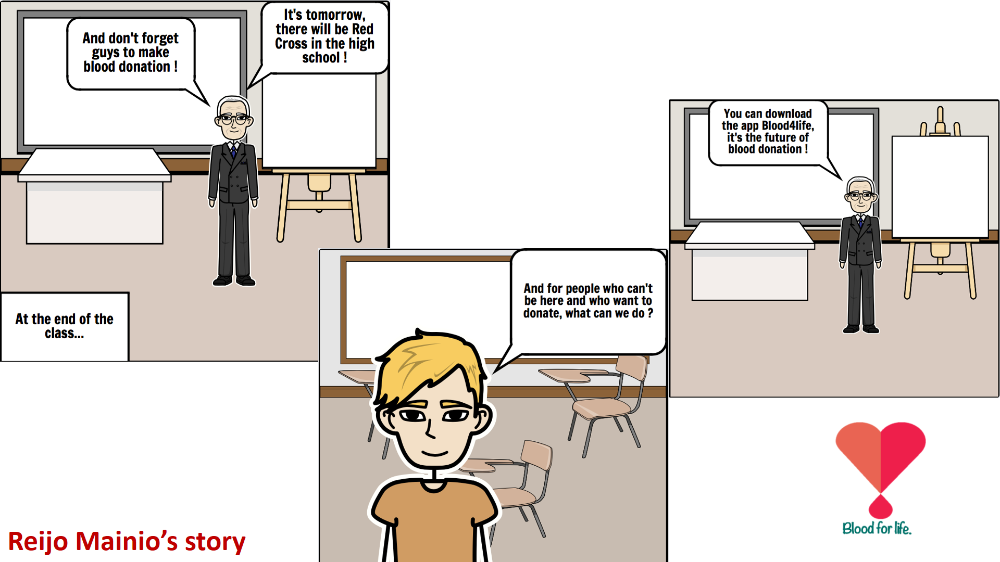 And don't forget
guys to make
blood donation !
It's tomorrow,
there will be Red
Cross in the high
school !
At the end of the
class...
And for people who can't
be here and who want to
donate, what can we do ?
You can download
the app Blood4life,
it's the future of
blood donation !
Blood for life.
Reijo Mainio’s story